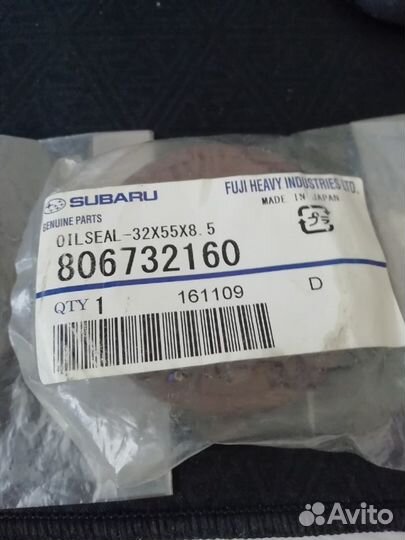 SUBARU
FUJI HEAVY INDUSTRIES LTD.
GENUINE PARTS
MADE IN JAPAN
OILSEAL-32X55X8.5
806732160
QTY 1
161109
D
Avito